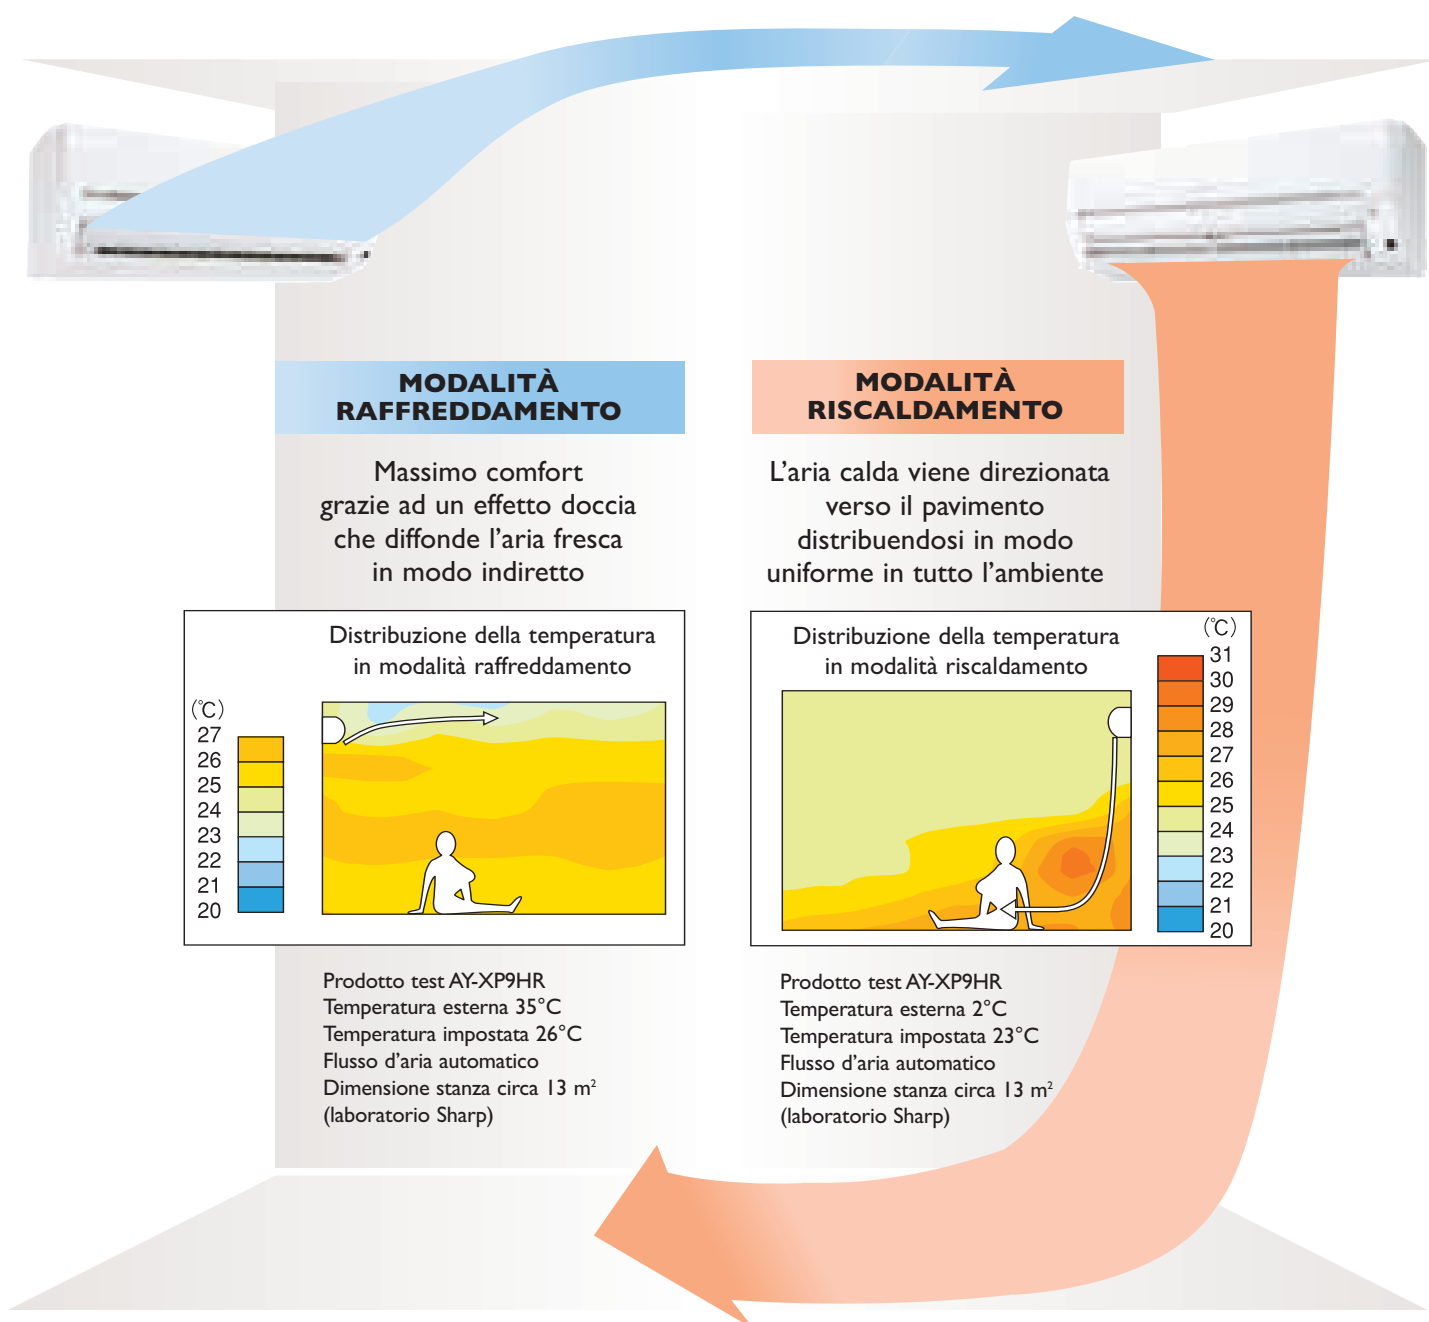 MODALITÀ
RAFFREDDAMENTO
Massimo comfort
grazie ad un effetto doccia
che diffonde l'aria fresca
in modo indiretto
Distribuzione della temperatura
in modalità raffreddamento
(℃)
27
26
25
24
23
22
21
20
Prodotto test AY-XP9HR
Temperatura esterna 35°C
Temperatura impostata 26°C
Flusso d'aria automatico
Dimensione stanza circa 13 m²
(laboratorio Sharp)
MODALITÀ
RISCALDAMENTO
L'aria calda viene direzionata
verso il pavimento
distribuendosi in modo
uniforme in tutto l'ambiente
Distribuzione della temperatura
in modalità riscaldamento
(℃)
31
30
29
28
27
26
25
24
23
22
21
20
Prodotto test AY-XP9HR
Temperatura esterna 2°C
Temperatura impostata 23°C
Flusso d'aria automatico
Dimensione stanza circa 13 m²
(laboratorio Sharp)